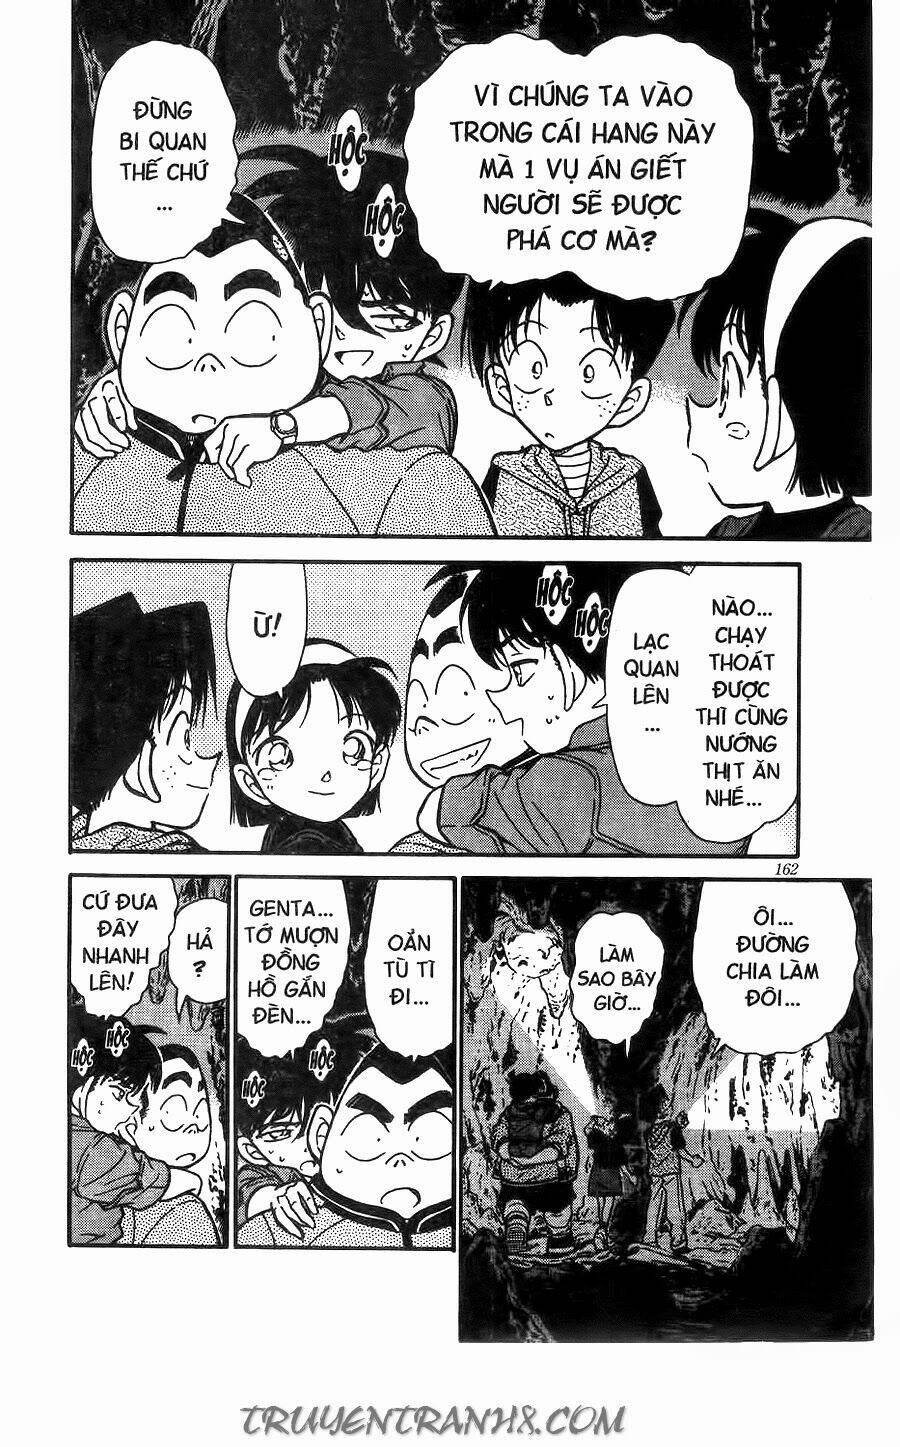 VÌ CHÚNG TA VÀO
TRONG CÁI HANG NÀY
MÀ 1 VỤ ÁN GIẾT
NGƯỜI SẼ ĐƯỢC
PHÁ CƠ MÀ?
ĐỪNG
BI QUAN
THẾ CHỨ
...
HỘC
HỘC
NÀO...
CHẠY
THOÁT
ĐƯỢC
THÌ CÙNG
NƯỚNG
THỊT ĂN
NHÉ...
LẠC
QUAN
LÊN
...
HỘC
HỘC
Ừ!
162
ÔI...
ĐƯỜNG
CHIA LÀM
ĐÔI...
LÀM
SAO BÂY
GIỜ...
OẲN
TÙ TÌ
ĐI...
GENTA...
TỚ MƯỢN
ĐỒNG
HỒ GẮN
ĐÈN...
HỘC
HỘC
HẢ
?
CỨ ĐƯA
ĐÂY
NHANH
LÊN!
HỘC
HỘC
TRUYENTRANH8.COM